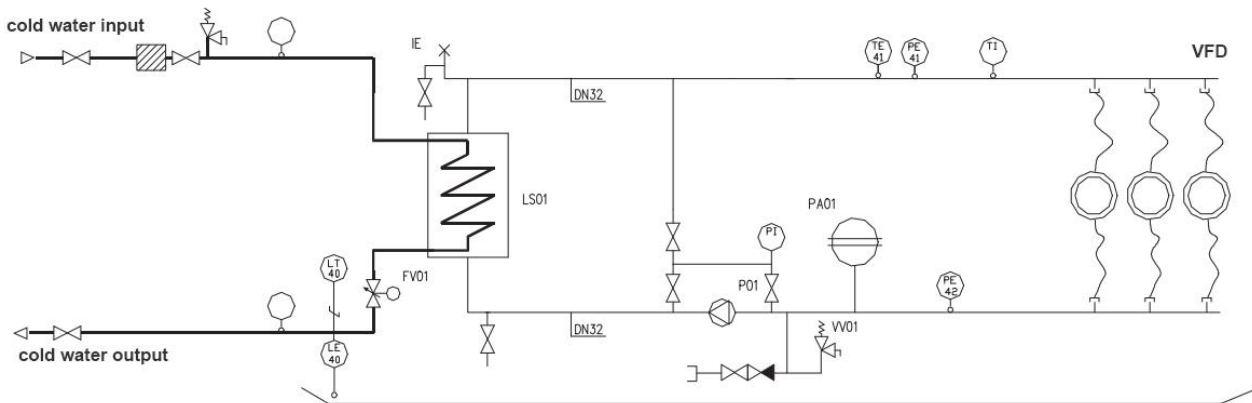 cold water input
IE
TE
41
PE
41
TI
VFD
DN32
LS01
PA01
PI
LT
40
FV01
P01
PE
42
DN32
VV01
cold water output
LE
40